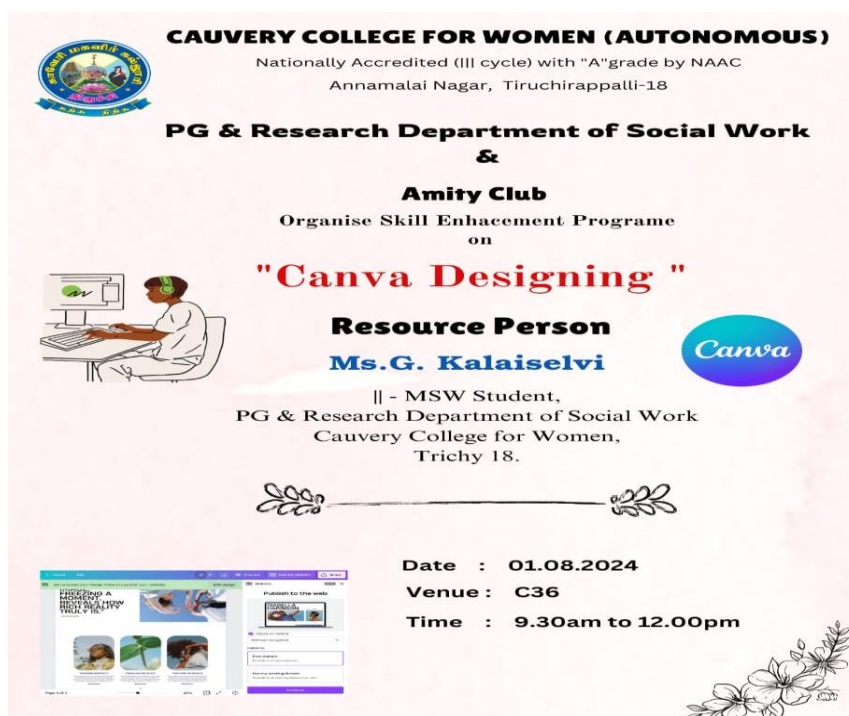 CAUVERY COLLEGE FOR WOMEN (AUTONOMOUS)
Nationally Accredited (||| cycle) with "A"grade by NAAC
Annamalai Nagar, Tiruchirappalli-18
PG & Research Department of Social Work
&
Amity Club
Organise Skill Enhacement Programe
on
"Canva Designing "
Resource Person
Ms.G. Kalaiselvi
Canva
|| - MSW Student,
PG & Research Department of Social Work
Cauvery College for Women,
Trichy 18.
Date : 01.08.2024
Venue : C36
Time : 9.30am to 12.00pm
FREEZING A
MOMENT
REVEALS HOW
RICH REALITY
TRULY IS."
Publish to the web